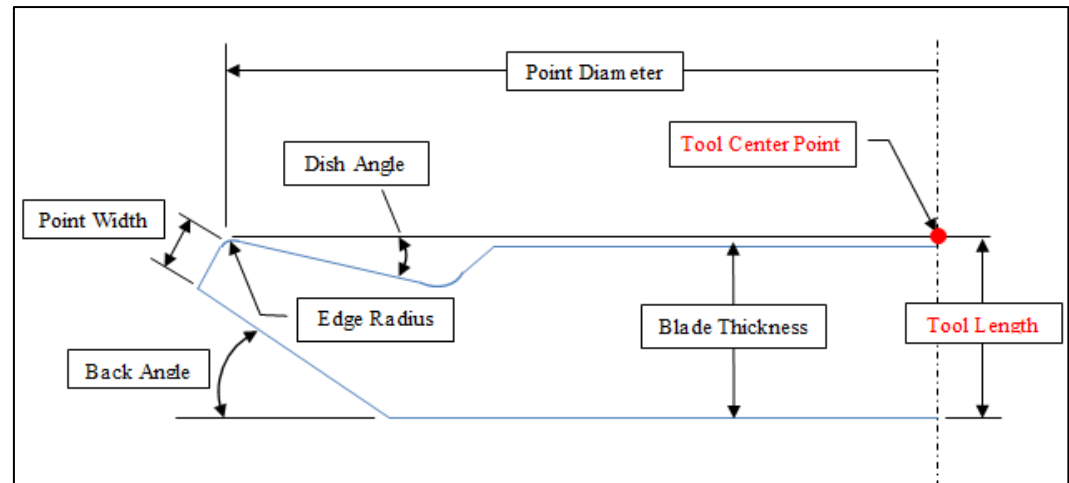 Point Diameter
Tool Center Point
Dish Angle
Point Width
Edge Radius
Blade Thickness
Tool Length
Back Angle